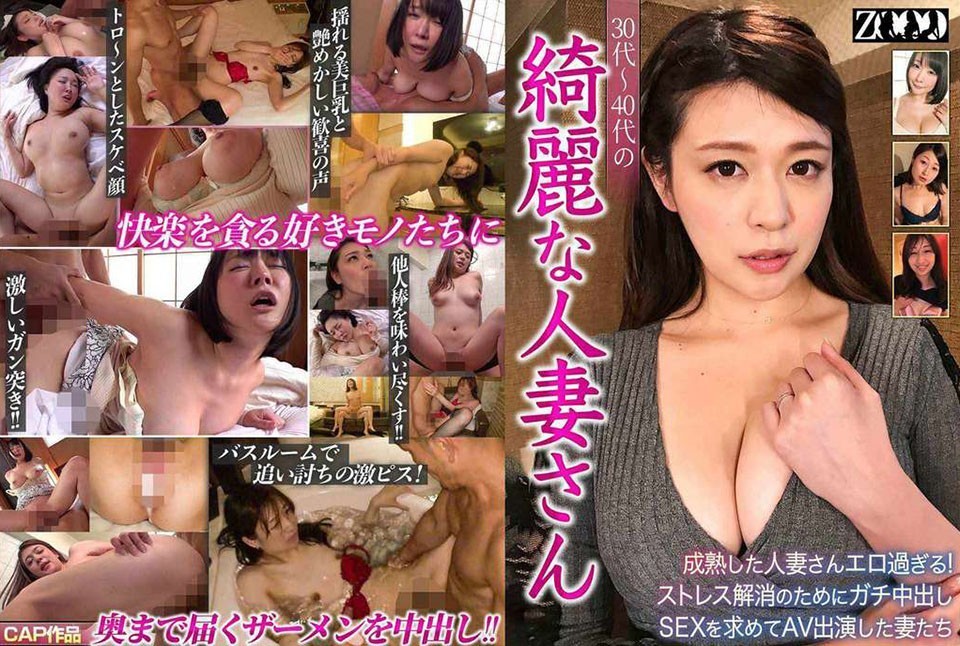 トロ〜ンとしたスケベ顔
揺れる美巨乳と
艶めかしい歓喜の声
快楽を貪る好きモノたちに
激しいガン突き!!
他人棒を味わい尽くす!!
バスルームで
追い討ちの激ピス!
CAP作品
奥まで届くザーメンを中出し!!
30代〜40代の
綺麗な人妻さん
成熟した人妻さんエロ過ぎる!
ストレス解消のためにガチ中出し
SEXを求めてAV出演した妻たち